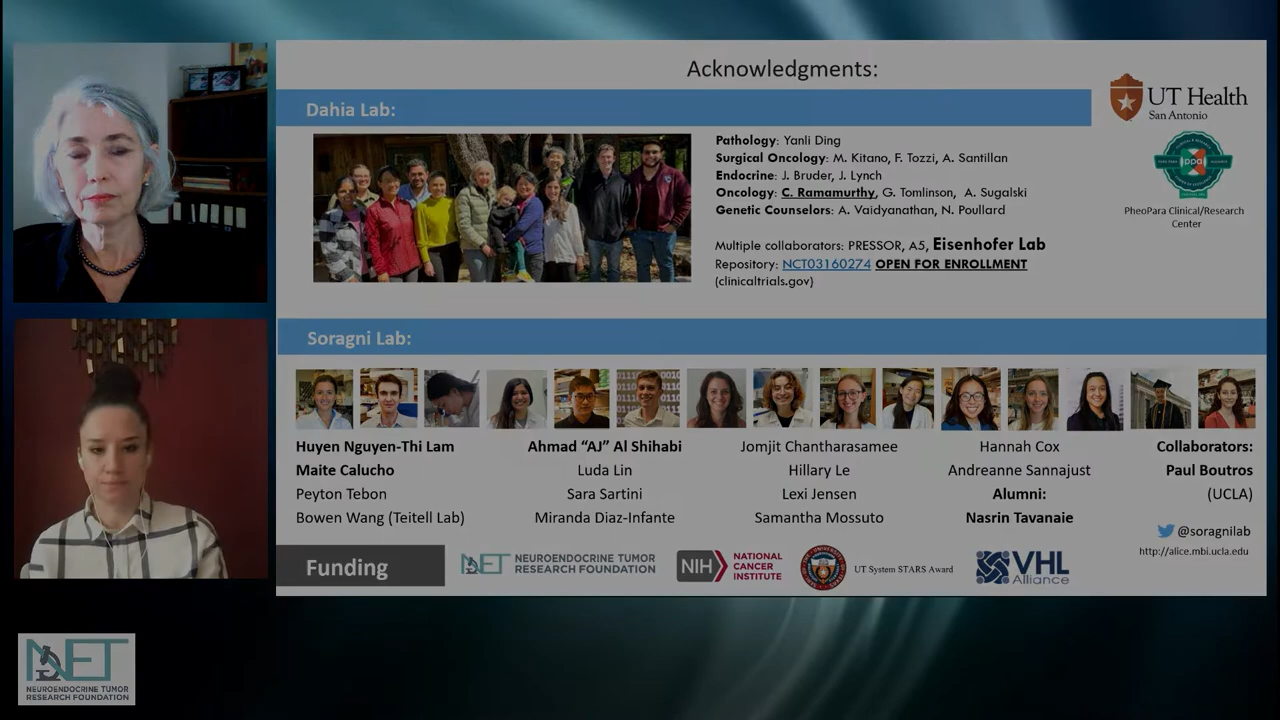 Acknowledgments:
Dahia Lab:
UT Health
San Antonio
Pathology: Yanli Ding
Surgical Oncology: M. Kitano, F. Tozzi, A. Santillan
Endocrine: J. Bruder, J. Lynch
Oncology: C. Ramamurthy, G. Tomlinson, A. Sugalski
Genetic Counselors: A. Vaidyanathan, N. Poullard
ppa
PheoPara Clinical/Research
Center
Multiple collaborators: PRESSOR, A5, Eisenhofer Lab
Repository: NCT03160274 OPEN FOR ENROLLMENT
(clinicaltrials.gov)
Soragni Lab:
Huyen Nguyen-Thi Lam
Maite Calucho
Peyton Tebon
Bowen Wang (Teitell Lab)
Ahmad “AJ” Al Shihabi
Luda Lin
Sara Sartini
Miranda Diaz-Infante
Jomjit Chantharasamee
Hillary Le
Lexi Jensen
Samantha Mossuto
Hannah Cox
Andreanne Sannajust
Alumni:
Nasrin Tavanaie
Collaborators:
Paul Boutros
(UCLA)
@soragnilab
http://alice.mbi.ucla.edu
Funding
NET NEUROENDOCRINE TUMOR
RESEARCH FOUNDATION
NIH NATIONAL
CANCER
INSTITUTE
UT System STARS Award
VHL
Alliance
NET
NEUROENDOCRINE TUMOR
RESEARCH FOUNDATION